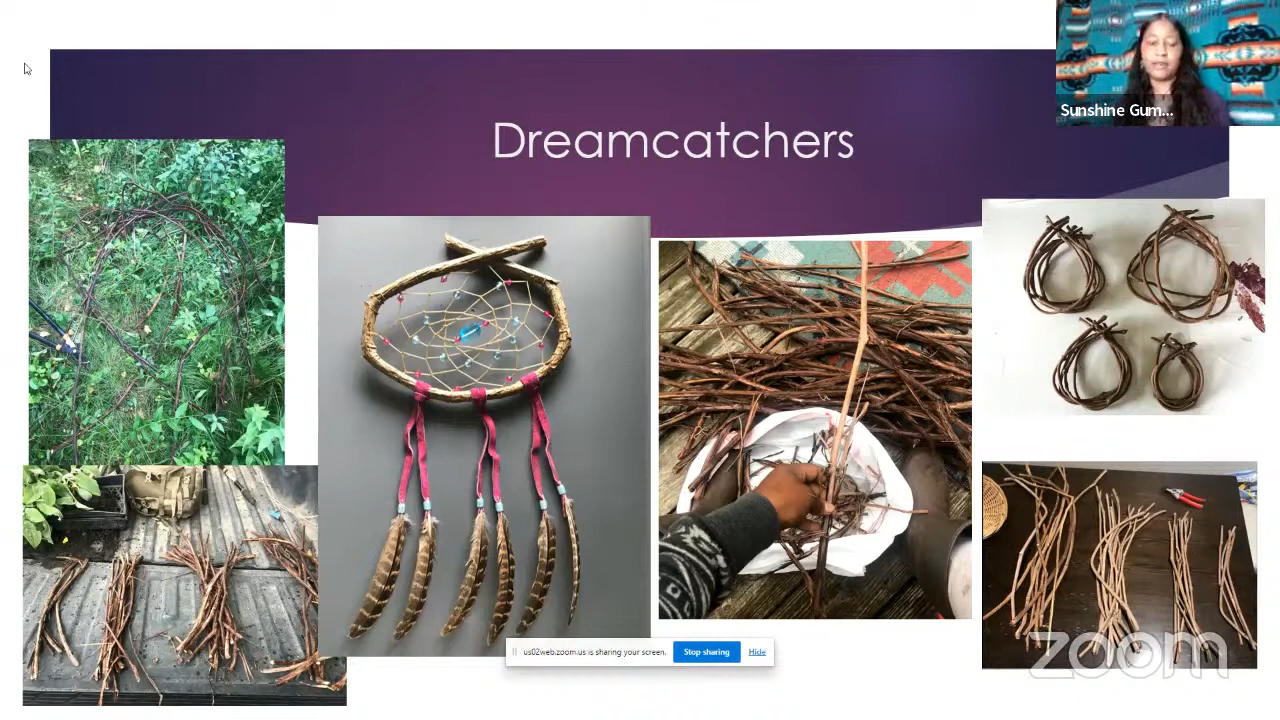 Sunshine Gum...
Dreamcatchers
us02web.zoom.us is sharing your screen.
Stop sharing
Hide
zoom